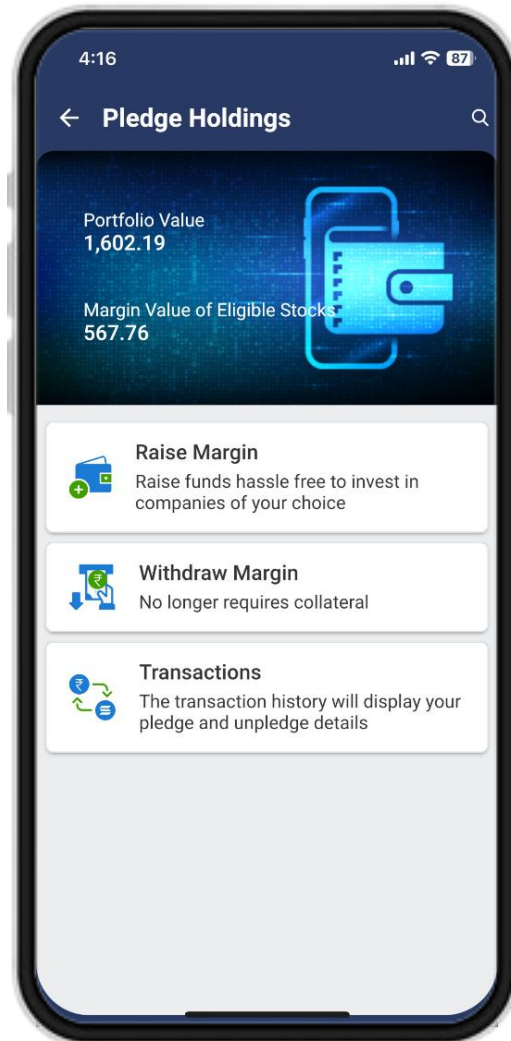 4:16
87
Pledge Holdings
Portfolio Value
1,602.19
Margin Value of Eligible Stocks
567.76
Raise Margin
Raise funds hassle free to invest in
companies of your choice
Withdraw Margin
No longer requires collateral
Transactions
The transaction history will display your
pledge and unpledge details